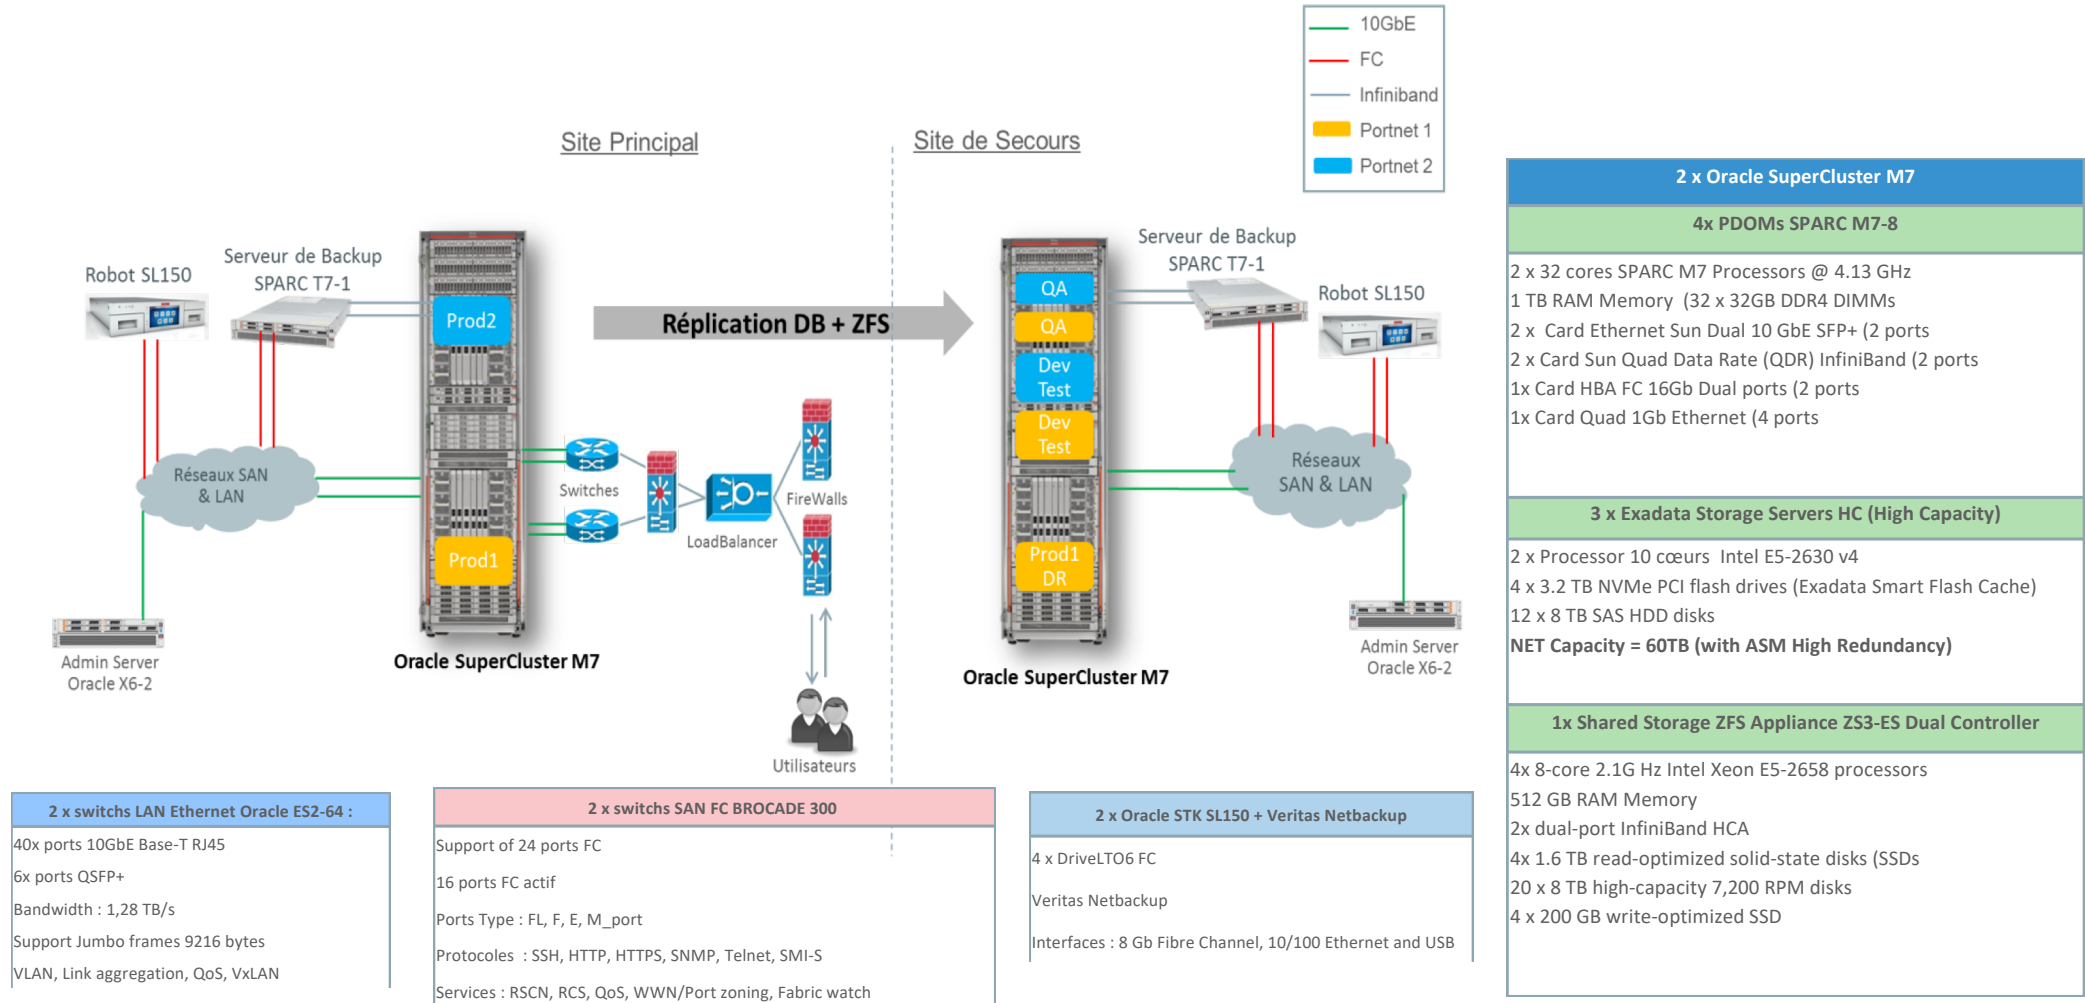 10GbE
FC
Infiniband
Portnet 1
Portnet 2
Site Principal
Site de Secours
Robot SL150
Serveur de Backup
SPARC T7-1
Prod2
Réplication DB + ZFS
Réseaux SAN
& LAN
Switches
LoadBalancer
FireWalls
Prod1
Admin Server
Oracle X6-2
Oracle SuperCluster M7
Utilisateurs
Serveur de Backup
SPARC T7-1
Robot SL150
QA
QA
Dev
Test
Dev
Test
Réseaux
SAN & LAN
Prod1
DR
Admin Server
Oracle X6-2
Oracle SuperCluster M7
2 x Oracle SuperCluster M7
4x PDOMs SPARC M7-8
2 x 32 cores SPARC M7 Processors @ 4.13 GHz
1 TB RAM Memory (32 x 32GB DDR4 DIMMs
2 x Card Ethernet Sun Dual 10 GbE SFP+ (2 ports
2 x Card Sun Quad Data Rate (QDR) InfiniBand (2 ports
1x Card HBA FC 16Gb Dual ports (2 ports
1x Card Quad 1Gb Ethernet (4 ports
3 x Exadata Storage Servers HC (High Capacity)
2 x Processor 10 cœurs Intel E5-2630 v4
4 x 3.2 TB NVMe PCI flash drives (Exadata Smart Flash Cache)
12 x 8 TB SAS HDD disks
NET Capacity = 60TB (with ASM High Redundancy)
1x Shared Storage ZFS Appliance ZS3-ES Dual Controller
4x 8-core 2.1G Hz Intel Xeon E5-2658 processors
512 GB RAM Memory
2x dual-port InfiniBand HCA
4x 1.6 TB read-optimized solid-state disks (SSDs
20 x 8 TB high-capacity 7,200 RPM disks
4 x 200 GB write-optimized SSD
2 x switchs LAN Ethernet Oracle ES2-64 :
40x ports 10GbE Base-T RJ45
6x ports QSFP+
Bandwidth : 1,28 TB/s
Support Jumbo frames 9216 bytes
VLAN, Link aggregation, QoS, VxLAN
2 x switchs SAN FC BROCADE 300
Support of 24 ports FC
16 ports FC actif
Ports Type : FL, F, E, M_port
Protocoles : SSH, HTTP, HTTPS, SNMP, Telnet, SMI-S
Services : RSCN, RCS, QoS, WWN/Port zoning, Fabric watch
2 x Oracle STK SL150 + Veritas Netbackup
4 x DriveLTO6 FC
Veritas Netbackup
Interfaces : 8 Gb Fibre Channel, 10/100 Ethernet and USB